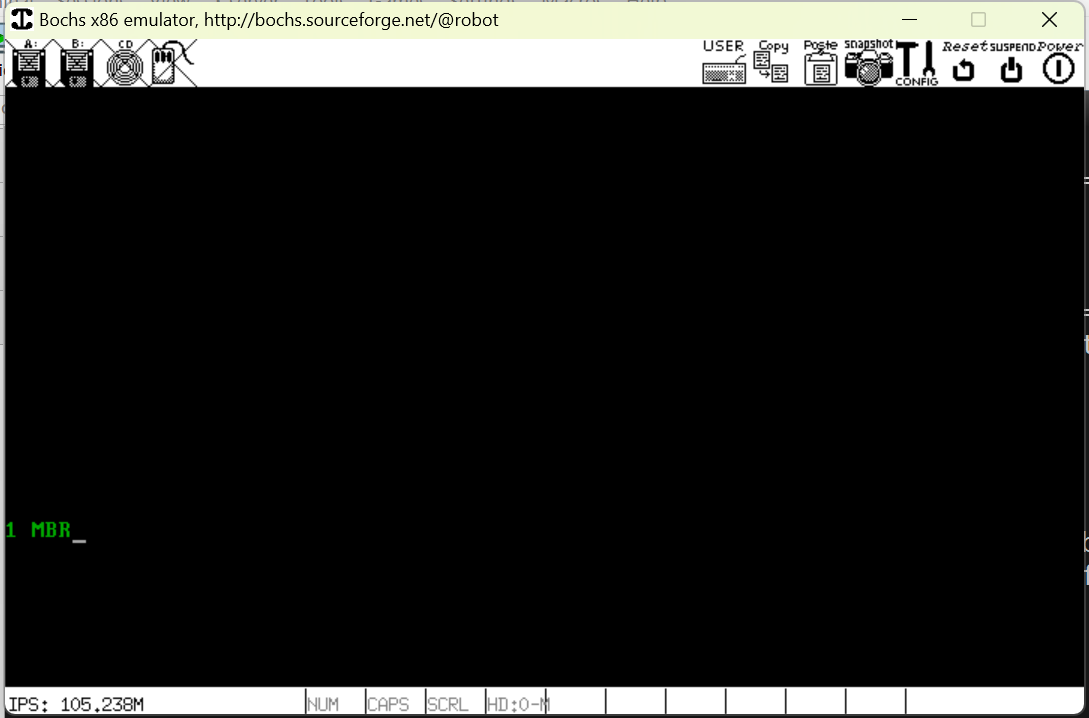 Bochs x86 emulator, http://bochs.sourceforge.net/@robot
A: B: CD USER Copy Paste snapshot CONFIG Reset SUSPEND Power
1 MBR_
IPS: 105.238M NUM CAPS SCRL HD:0-M